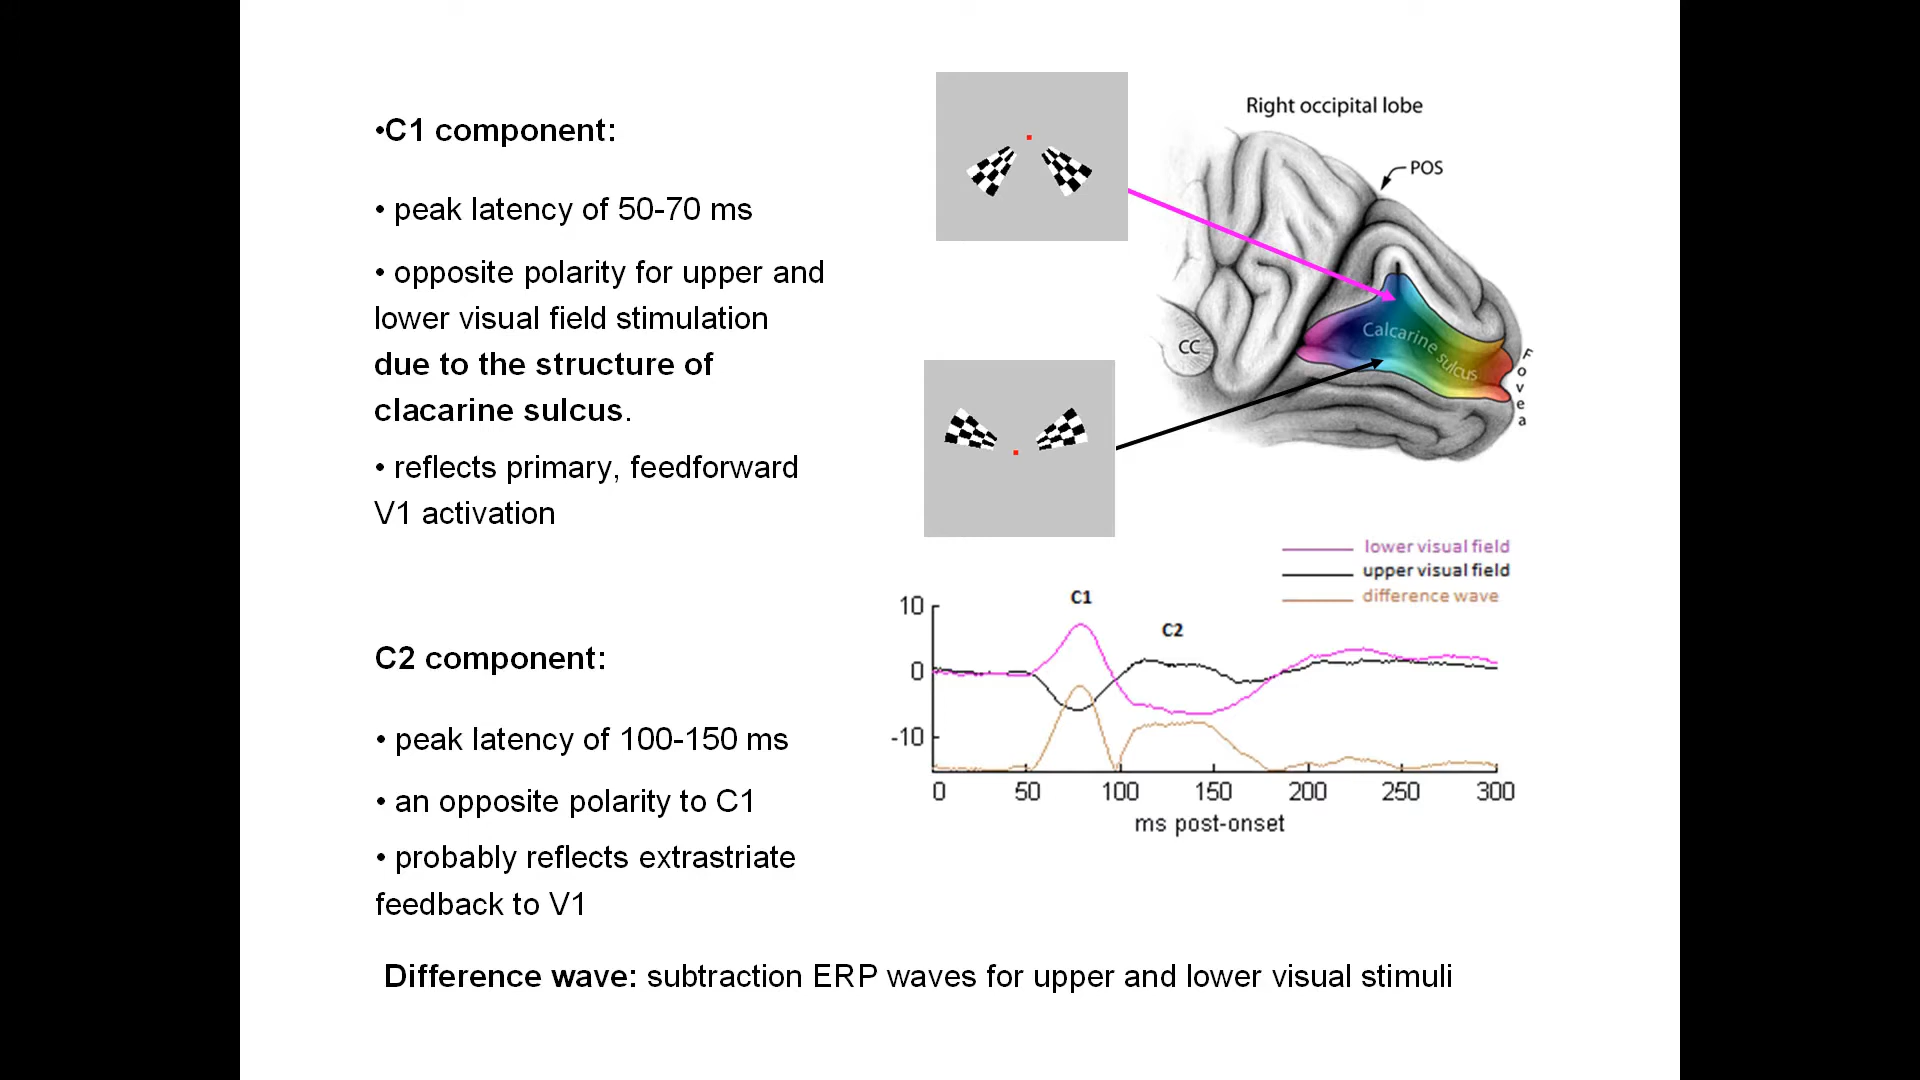 •C1 component:
• peak latency of 50-70 ms
• opposite polarity for upper and
lower visual field stimulation
due to the structure of
clacarine sulcus.
• reflects primary, feedforward
V1 activation
C2 component:
• peak latency of 100-150 ms
• an opposite polarity to C1
• probably reflects extrastriate
feedback to V1
Difference wave: subtraction ERP waves for upper and lower visual stimuli
Right occipital lobe
POS
CC
Calcarine sulcus
Fovea
lower visual field
upper visual field
difference wave
C1
C2
10
0
-10
0 50 100 150 200 250 300
ms post-onset